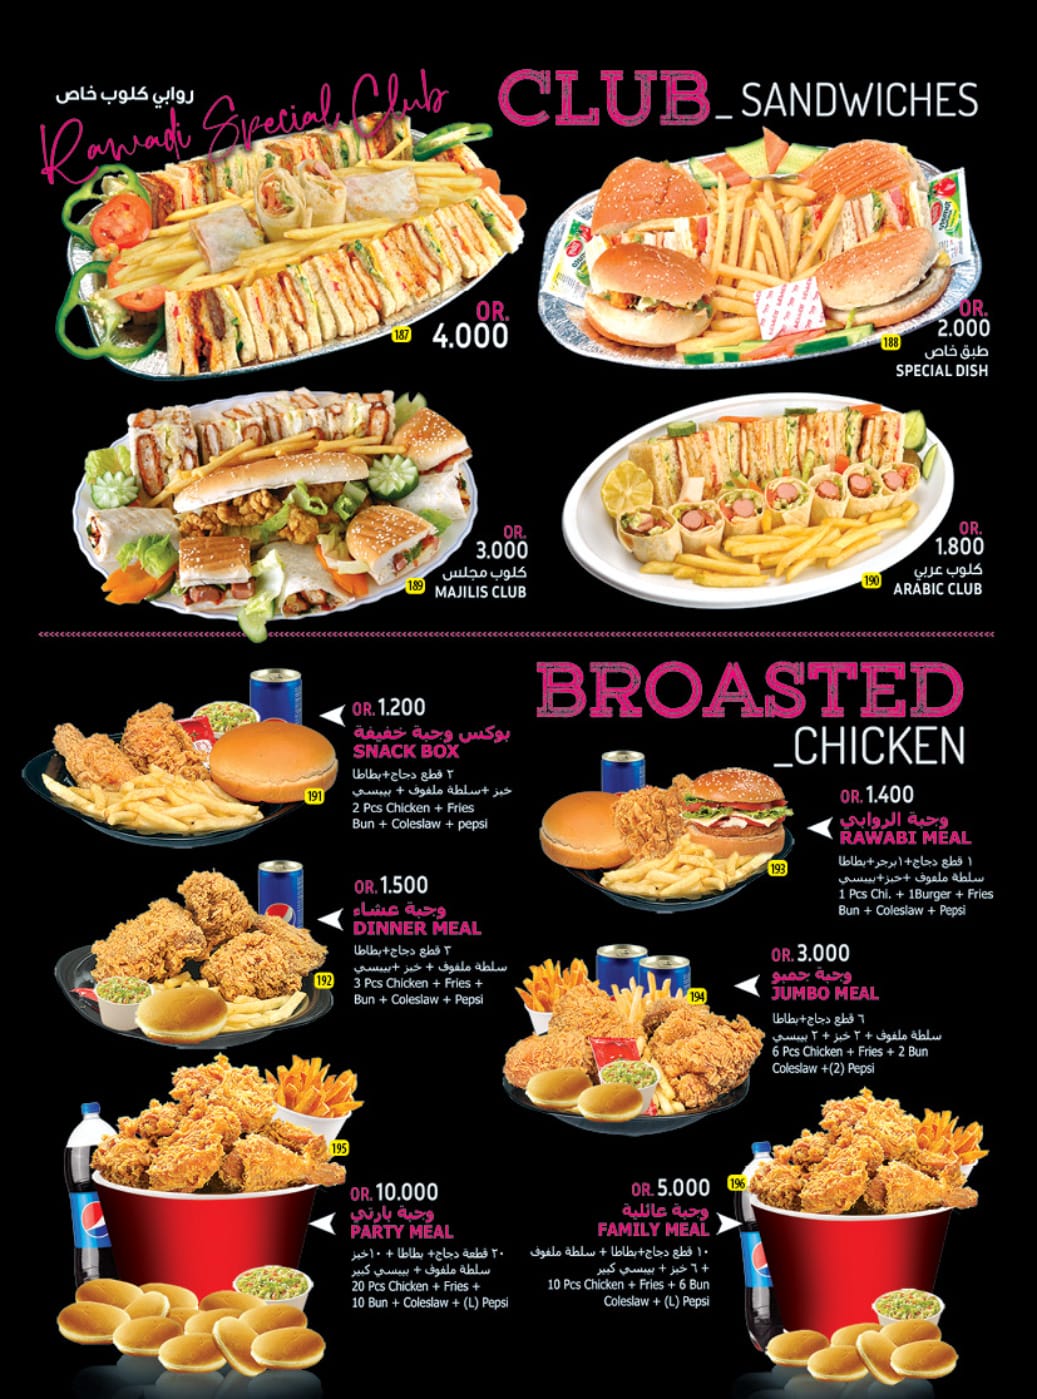 روابي كلوب خاص
Rawadi Special Club
CLUB_ SANDWICHES
187
OR.
4.000
188
OR.
2.000
طبق خاص
SPECIAL DISH
189
OR.
3.000
كلوب مجلس
MAJILIS CLUB
190
OR.
1.800
كلوب عربي
ARABIC CLUB
BROASTED
_CHICKEN
191
OR. 1.200
بوكس وجبة خفيفة
SNACK BOX
٢ قطع دجاج+بطاطا
خبز +سلطة ملفوف + بيبسي
2 Pcs Chicken + Fries
Bun + Coleslaw + pepsi
193
OR. 1.400
وجبة الروابي
RAWABI MEAL
١ قطع دجاج+١برجر+بطاطا
سلطة ملفوف +خبز+بيبسي
1 Pcs Chi. + 1Burger + Fries
Bun + Coleslaw + Pepsi
192
OR. 1.500
وجبة عشاء
DINNER MEAL
٣ قطع دجاج+بطاطا
سلطة ملفوف + خبز +بيبسي
3 Pcs Chicken + Fries +
Bun + Coleslaw + Pepsi
194
OR. 3.000
وجبة جمبو
JUMBO MEAL
٦ قطع دجاج+بطاطا
سلطة ملفوف + ٢ خبز + ٢ بيبسي
6 Pcs Chicken + Fries + 2 Bun
Coleslaw +(2) Pepsi
195
OR. 10.000
وجبة بارتي
PARTY MEAL
٢٠ قطعة دجاج+ بطاطا + ١٠خبز
سلطة ملفوف + بيبسي كبير
20 Pcs Chicken + Fries +
10 Bun + Coleslaw + (L) Pepsi
196
OR. 5.000
وجبة عائلية
FAMILY MEAL
١٠ قطع دجاج+بطاطا + سلطة ملفوف
+ ٦ خبز + بيبسي كبير
10 Pcs Chicken + Fries + 6 Bun
Coleslaw + (L) Pepsi